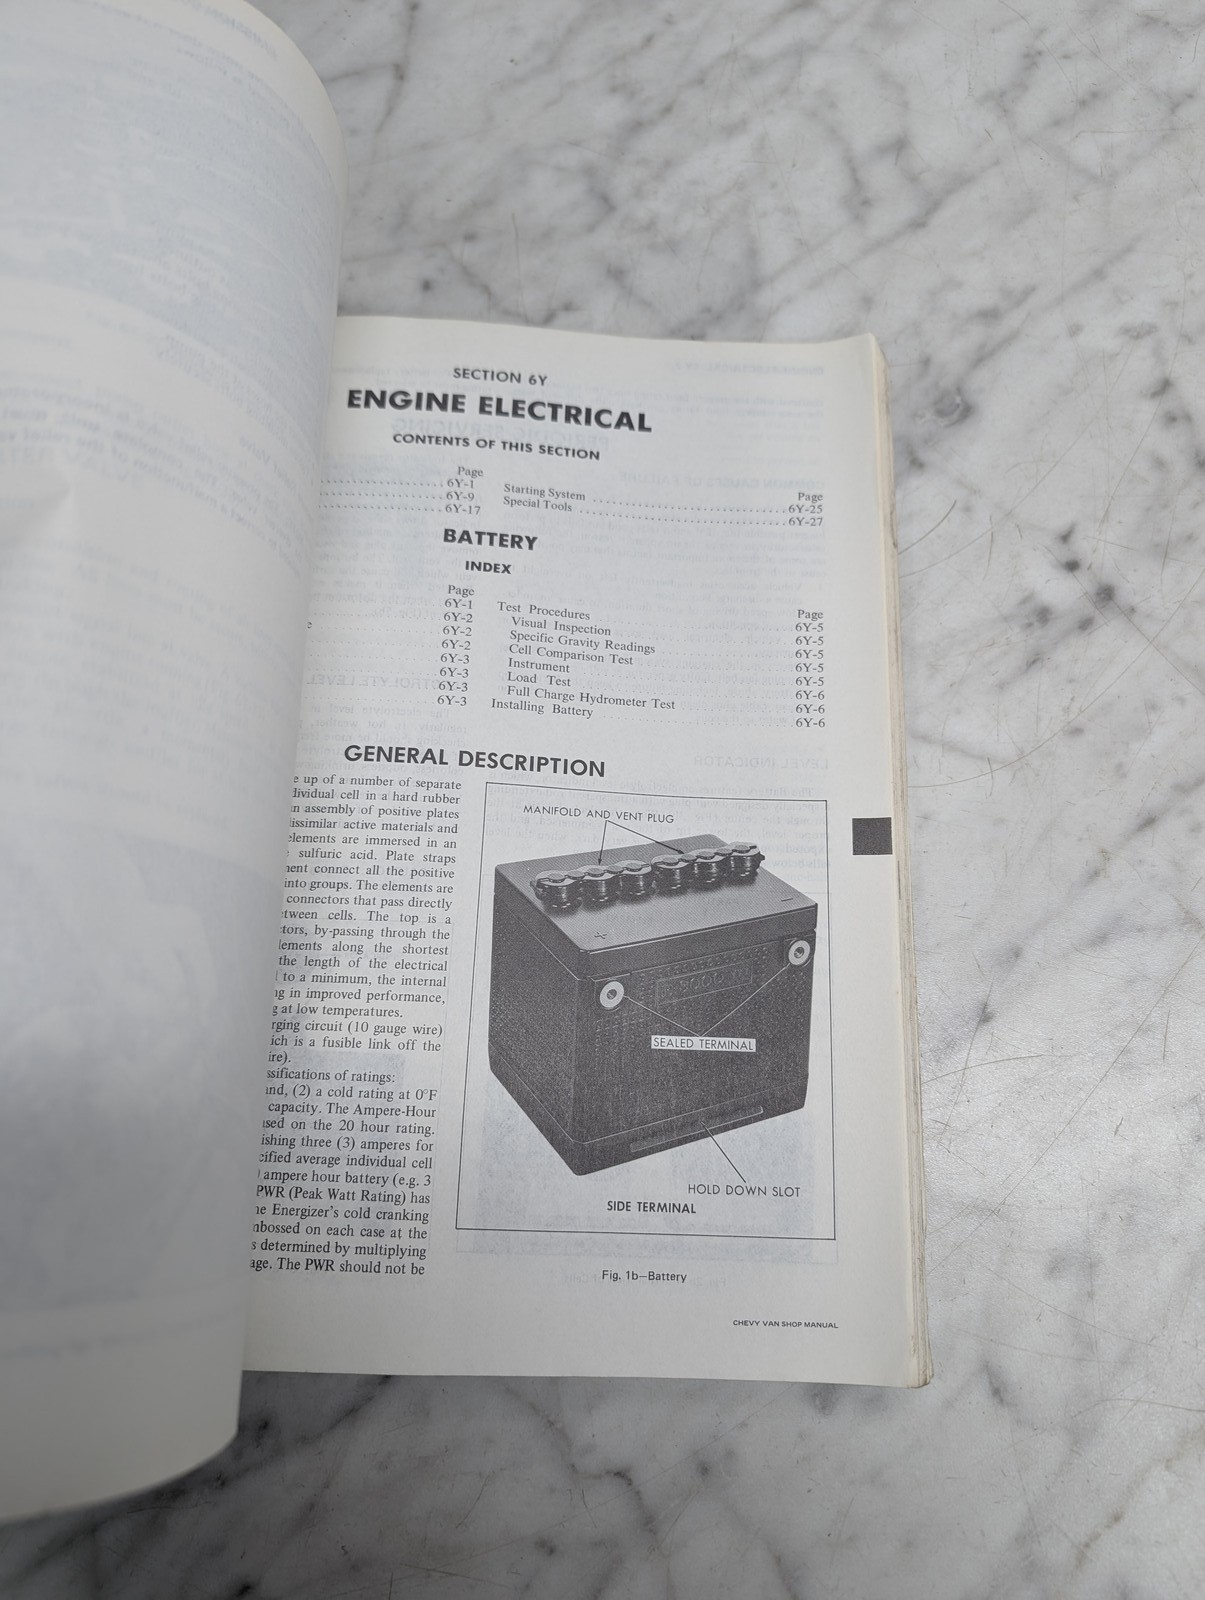 SECTION 6Y
ENGINE ELECTRICAL
CONTENTS OF THIS SECTION
Page
6Y-1
6Y-9
6Y-17
Page
Starting System 6Y-25
Special Tools 6Y-27
BATTERY
INDEX
Page
6Y-1
6Y-2
6Y-2
6Y-2
6Y-3
6Y-3
6Y-3
6Y-3
Page
Test Procedures 6Y-5
Visual Inspection 6Y-5
Specific Gravity Readings 6Y-5
Cell Comparison Test 6Y-5
Instrument 6Y-5
Load Test 6Y-6
Full Charge Hydrometer Test 6Y-6
Installing Battery 6Y-6
GENERAL DESCRIPTION
e up of a number of separate
dividual cell in a hard rubber
an assembly of positive plates
dissimilar active materials and
elements are immersed in an
sulfuric acid. Plate straps
ment connect all the positive
into groups. The elements are
connectors that pass directly
etween cells. The top is a
ctors, by-passing through the
lements along the shortest
the length of the electrical
to a minimum, the internal
ng in improved performance,
g at low temperatures.
rging circuit (10 gauge wire)
ich is a fusible link off the
ire).
ssifications of ratings:
and, (2) a cold rating at 0°F
capacity. The Ampere-Hour
used on the 20 hour rating.
ishing three (3) amperes for
cified average individual cell
) ampere hour battery (e.g. 3
PWR (Peak Watt Rating) has
he Energizer's cold cranking
mbossed on each case at the
s determined by multiplying
age. The PWR should not be
MANIFOLD AND VENT PLUG
SEALED TERMINAL
HOLD DOWN SLOT
SIDE TERMINAL
Fig. 1b—Battery
CHEVY VAN SHOP MANUAL